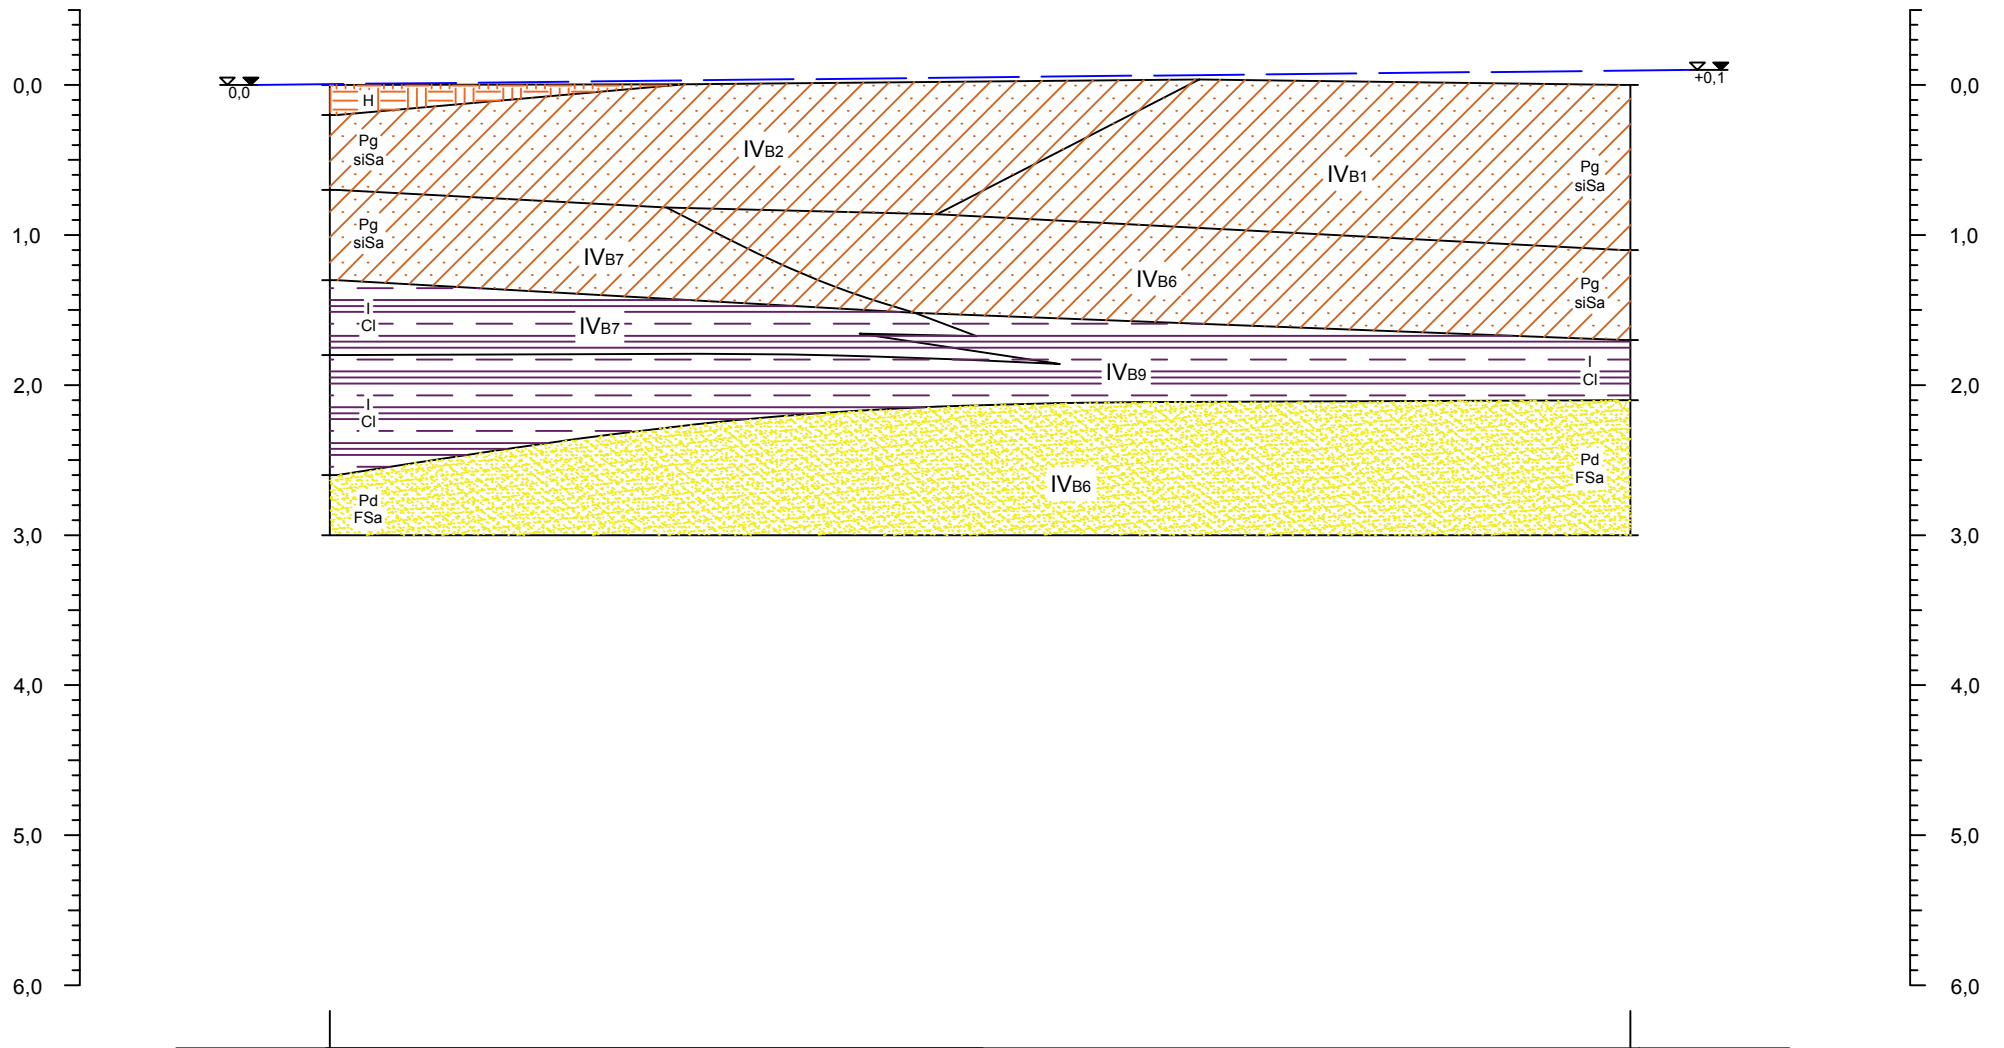 0,0
+0,1
0,0
0,0
H
Pg
siSa
IVB2
IVB1
Pg
siSa
1,0
Pg
siSa
IVB7
IVB6
Pg
siSa
1,0
I
Cl
IVB7
IVB9
I
Cl
2,0
2,0
I
Cl
Pd
FSa
IVB6
Pd
FSa
3,0
3,0
4,0
4,0
5,0
5,0
6,0
6,0